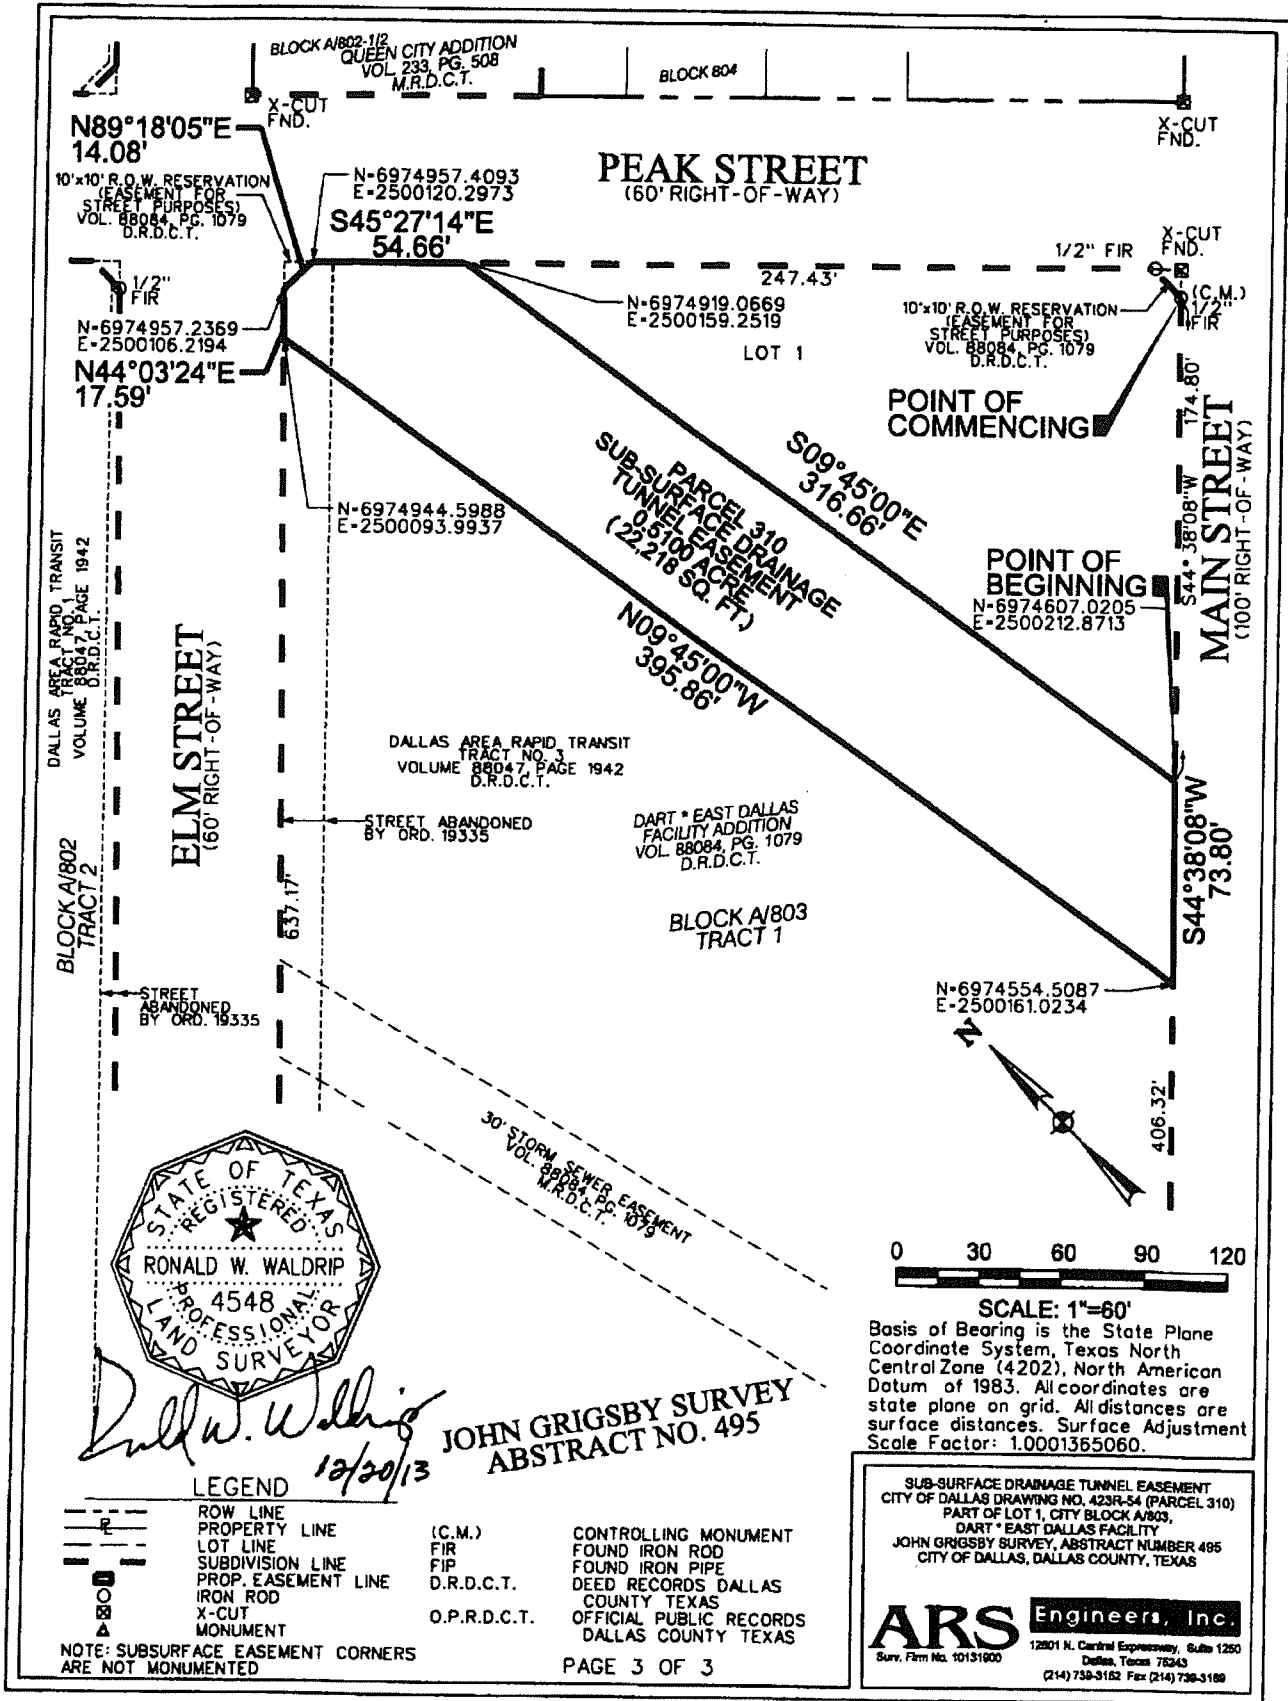 BLOCK A/802-1/2
QUEEN CITY ADDITION
VOL. 233, PG. 508
M.R.D.C.T.
BLOCK 804
X-CUT
FND.
X-CUT
FND.
N89°18'05"E
14.08'
10'x10' R.O.W. RESERVATION
(EASEMENT FOR
STREET PURPOSES)
VOL. 88084, PG. 1079
D.R.D.C.T.
N=6974957.4093
E=2500120.2973
S45°27'14"E
54.66'
PEAK STREET
(60' RIGHT-OF-WAY)
1/2" FIR
X-CUT
FND.
1/2"
FIR
247.43'
N=6974919.0669
E=2500159.2519
LOT 1
10'x10' R.O.W. RESERVATION
(EASEMENT FOR
STREET PURPOSES)
VOL. 88084, PG. 1079
D.R.D.C.T.
(C.M.)
1/2"
FIR
N=6974957.2369
E=2500106.2194
N44°03'24"E
17.59'
POINT OF
COMMENCING
S44°38'08"W 174.80'
MAIN STREET
(100' RIGHT-OF-WAY)
S09°45'00"E
316.66'
PARCEL 310
SUB-SURFACE DRAINAGE
TUNNEL EASEMENT
0.5100 ACRE
(22,218 SQ. FT.)
N=6974944.5988
E=2500093.9937
POINT OF
BEGINNING
N=6974607.0205
E=2500212.8713
N09°45'00"W
395.86'
DALLAS AREA RAPID TRANSIT
TRACT NO. 1
VOLUME 88047, PAGE 1942
D.R.D.C.T.
ELM STREET
(60' RIGHT-OF-WAY)
DALLAS AREA RAPID TRANSIT
TRACT NO. 3
VOLUME 88047, PAGE 1942
D.R.D.C.T.
STREET ABANDONED
BY ORD. 19335
DART * EAST DALLAS
FACILITY ADDITION
VOL. 88084, PG. 1079
D.R.D.C.T.
S44°38'08"W
73.80'
BLOCK A/802
TRACT 2
637.17'
BLOCK A/803
TRACT 1
STREET
ABANDONED
BY ORD. 19335
N=6974554.5087
E=2500161.0234
N
406.32'
30' STORM SEWER EASEMENT
VOL. 88084, PG. 1079
M.R.D.C.T.
STATE OF TEXAS
REGISTERED
RONALD W. WALDRIP
4548
PROFESSIONAL
LAND SURVEYOR
0 30 60 90 120
SCALE: 1"=60'
Basis of Bearing is the State Plane
Coordinate System, Texas North
Central Zone (4202), North American
Datum of 1983. All coordinates are
state plane on grid. All distances are
surface distances. Surface Adjustment
Scale Factor: 1.0001365060.
Ronald W. Waldrip
12/20/13
JOHN GRIGSBY SURVEY
ABSTRACT NO. 495
LEGEND
ROW LINE
PROPERTY LINE
LOT LINE
SUBDIVISION LINE
PROP. EASEMENT LINE
IRON ROD
X-CUT
MONUMENT
(C.M.) CONTROLLING MONUMENT
FIR FOUND IRON ROD
FIP FOUND IRON PIPE
D.R.D.C.T. DEED RECORDS DALLAS
COUNTY TEXAS
O.P.R.D.C.T. OFFICIAL PUBLIC RECORDS
DALLAS COUNTY TEXAS
NOTE: SUBSURFACE EASEMENT CORNERS
ARE NOT MONUMENTED
PAGE 3 OF 3
SUB-SURFACE DRAINAGE TUNNEL EASEMENT
CITY OF DALLAS DRAWING NO. 423R-54 (PARCEL 310)
PART OF LOT 1, CITY BLOCK A/803,
DART * EAST DALLAS FACILITY
JOHN GRIGSBY SURVEY, ABSTRACT NUMBER 495
CITY OF DALLAS, DALLAS COUNTY, TEXAS
ARS Engineers, Inc.
Surv. Firm No. 10131900
12801 N. Central Expressway, Suite 1250
Dallas, Texas 75243
(214) 739-3152 Fax (214) 739-3169